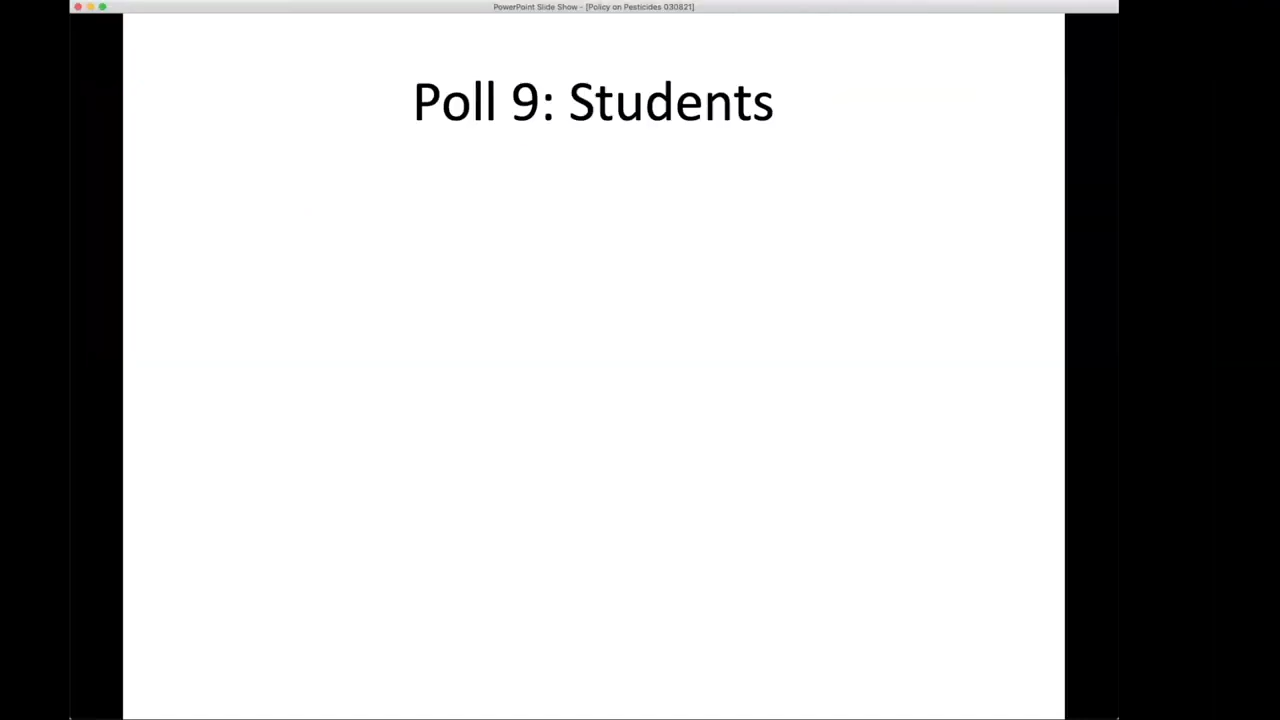 PowerPoint Slide Show - [Policy on Pesticides 030821]
Poll 9: Students